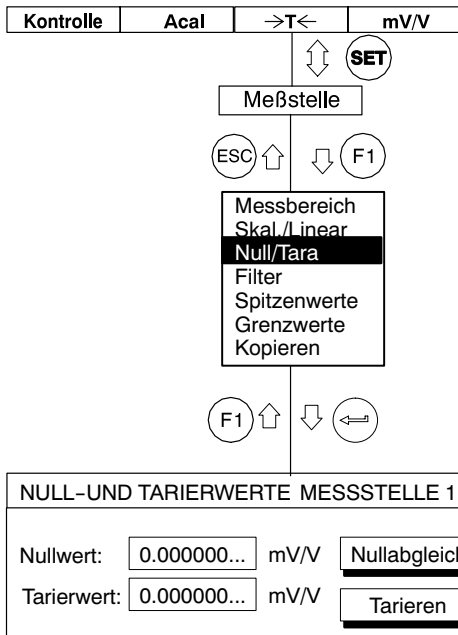 Kontrolle Acal →T← mV/V
SET
Meßstelle
ESC F1
Messbereich
Skal./Linear
Null/Tara
Filter
Spitzenwerte
Grenzwerte
Kopieren
F1
NULL-UND TARIERWERTE MESSSTELLE 1
Nullwert: 0.000000... mV/V Nullabgleich
Tarierwert: 0.000000... mV/V Tarieren